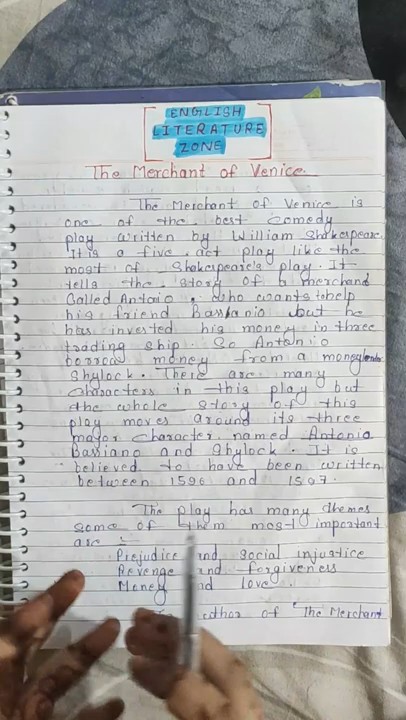 ENGLISH
LITERATURE
ZONE
The Merchant of Venice.
The Merchant of Venice is
one of the best comedy
play written by William Shakespeare.
It is a five act play like the
most of Shakespeare's play. It
tells the story of a merchand
Called Antoio, who wants to help
his friend Bassanio but he
has invested his money in three
trading ship. So Antonio
borrow money from a moneylender
Shylock. There are many
characters in this play but
the whole story of this
play moves around its three
major character named Antonio
Bassiano and Shylock. It is
believed to have been written
between 1596 and 1597.
The play has many themes
some of them most important
are :
Prejudice and social injustice
Revenge and forgiveness
Money and love.
author of "The Merchant